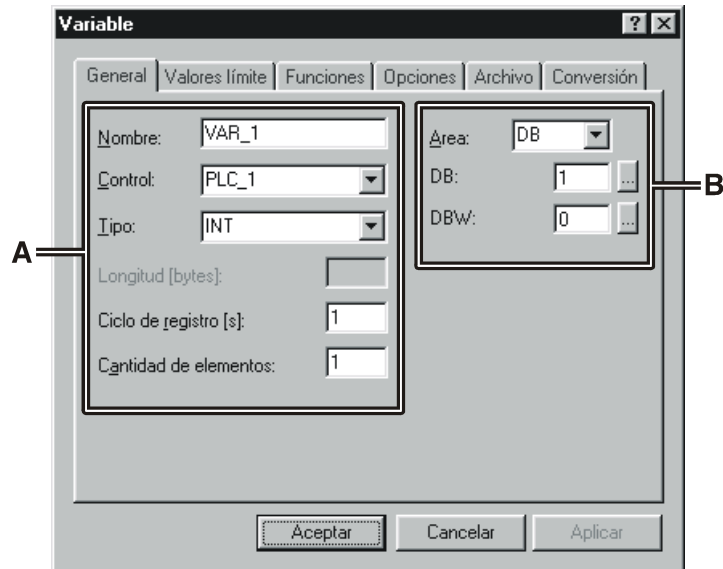 Variable
General Valores límite Funciones Opciones Archivo Conversión
Nombre: VAR_1
Control: PLC_1
Tipo: INT
Longitud [bytes]:
Ciclo de registro [s]: 1
Cantidad de elementos: 1
A
Area: DB
DB: 1 ...
DBW: 0 ...
B
Aceptar Cancelar Aplicar